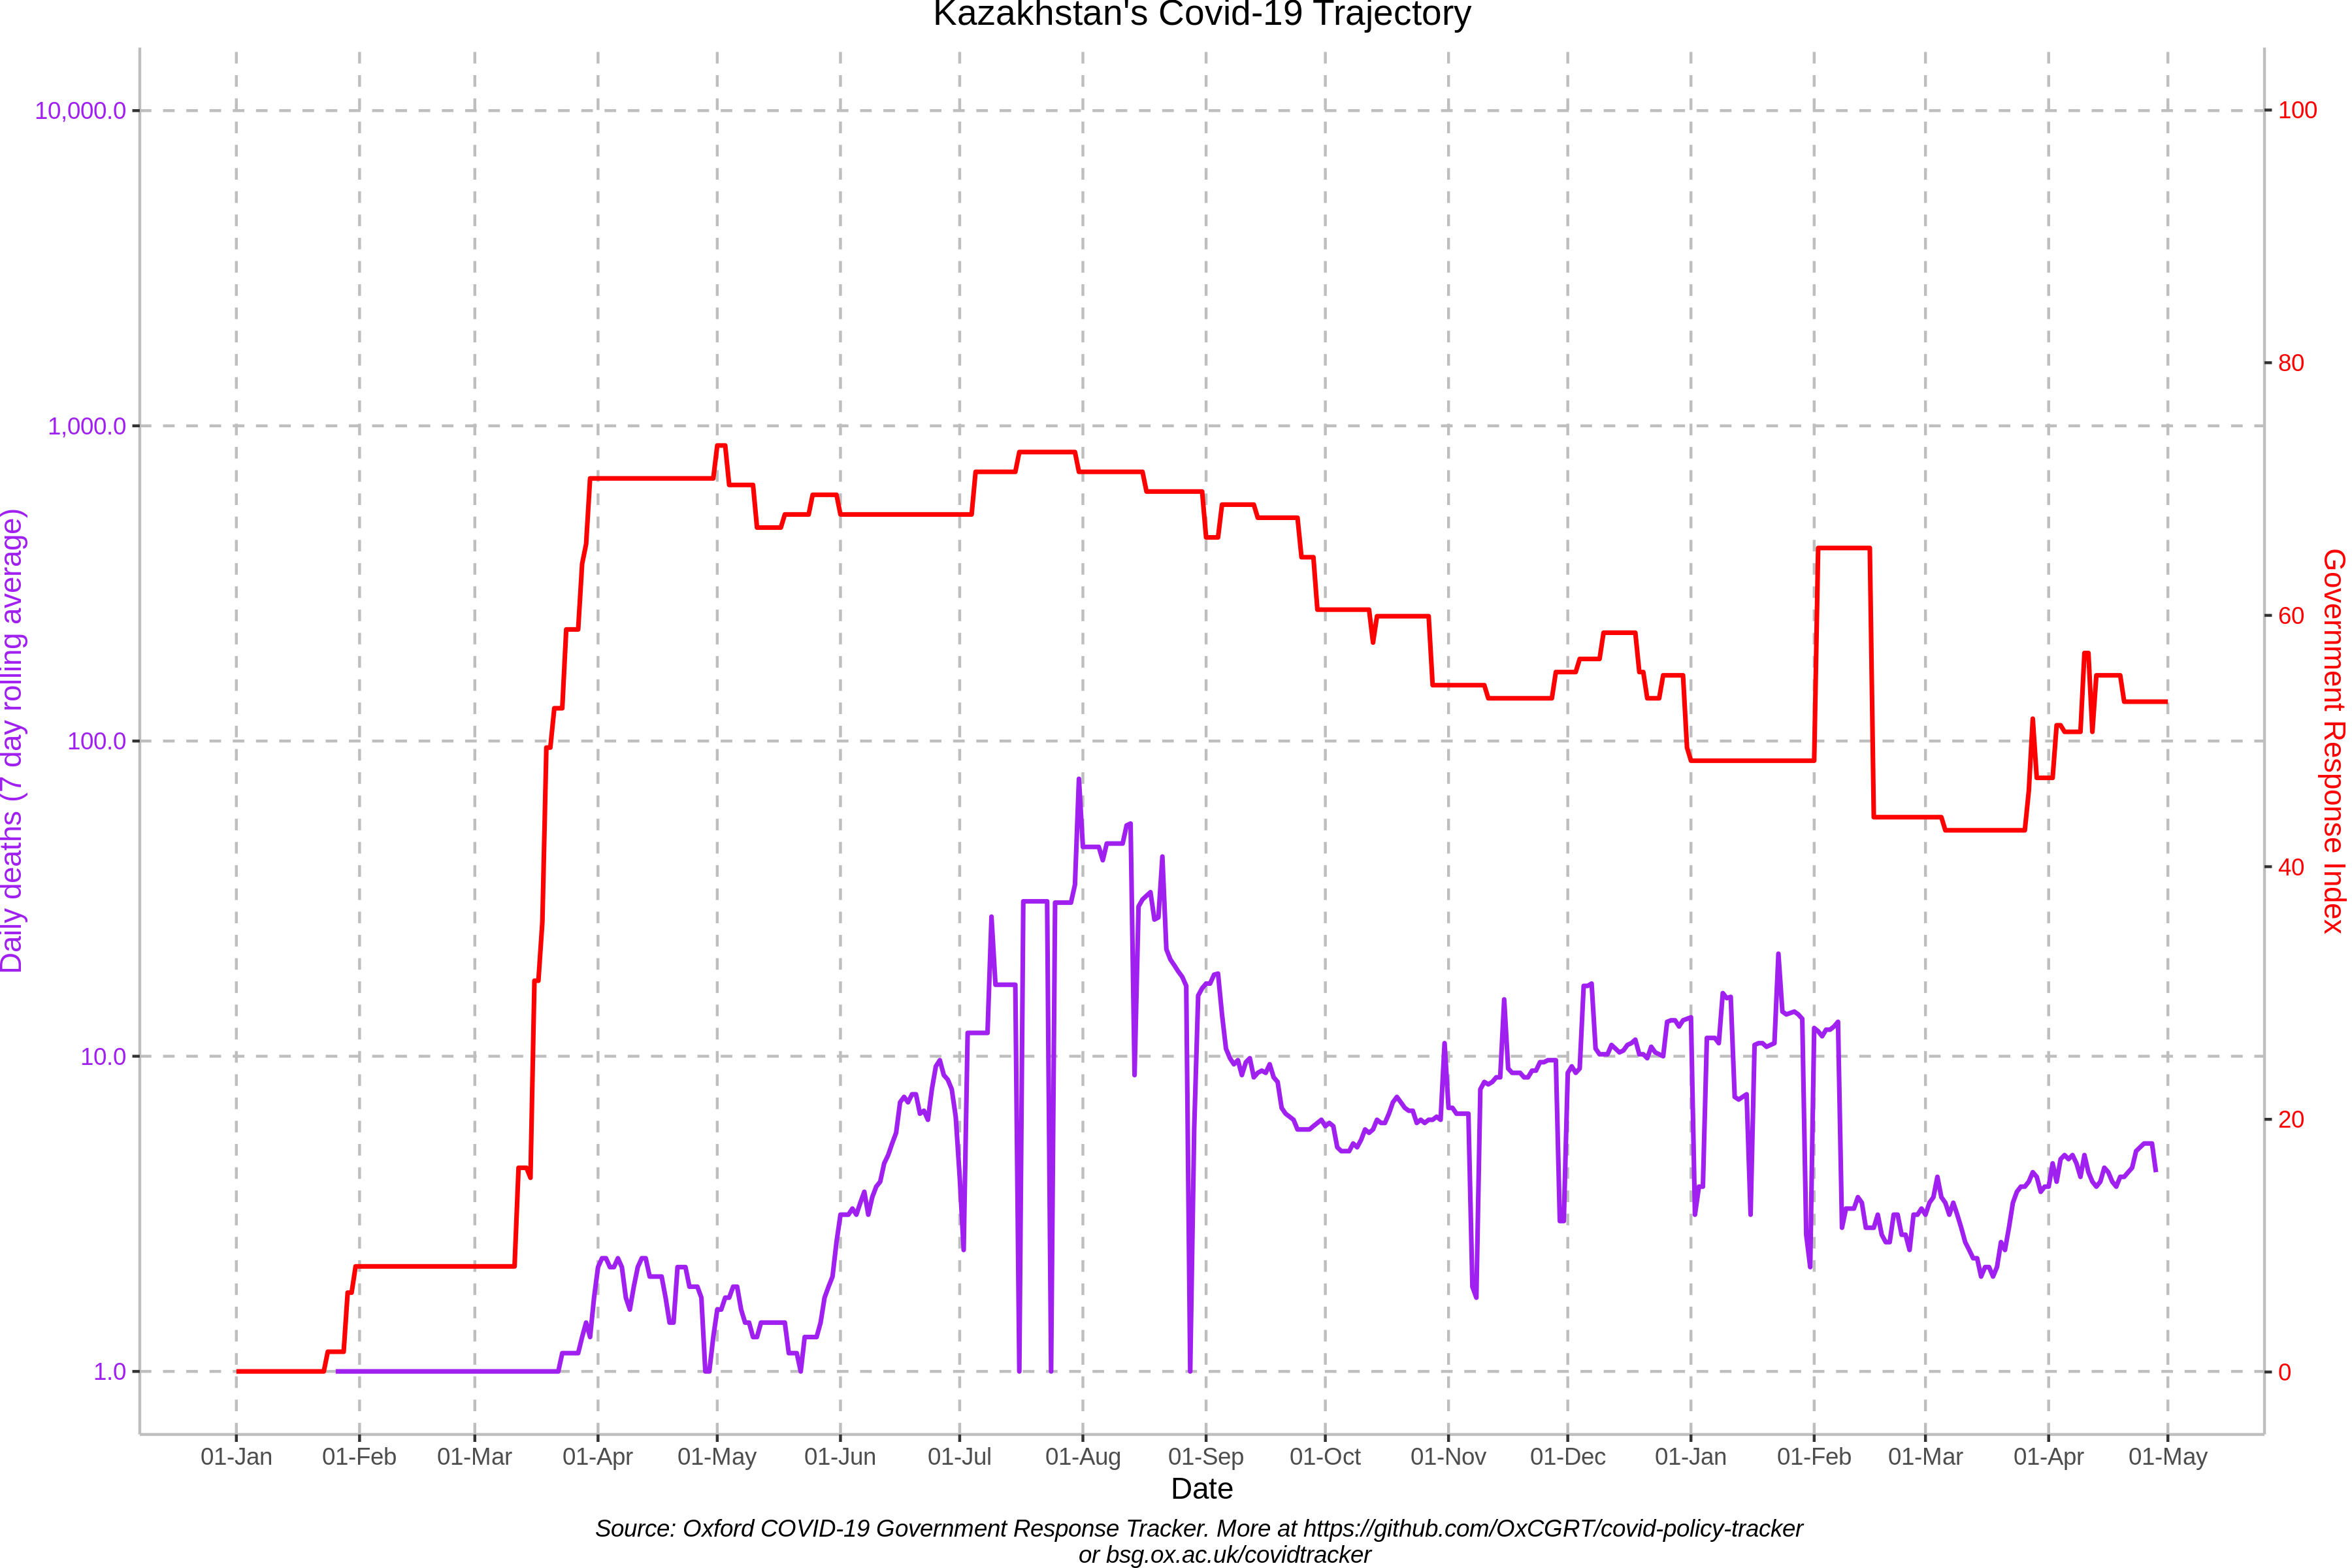 Kazakhstan's Covid-19 Trajectory
10,000.0
1,000.0
100.0
10.0
1.0
Daily deaths (7 day rolling average)
100
80
60
40
20
0
Government Response Index
01-Jan 01-Feb 01-Mar 01-Apr 01-May 01-Jun 01-Jul 01-Aug 01-Sep 01-Oct 01-Nov 01-Dec 01-Jan 01-Feb 01-Mar 01-Apr 01-May
Date
Source: Oxford COVID-19 Government Response Tracker. More at https://github.com/OxCGRT/covid-policy-tracker
or bsg.ox.ac.uk/covidtracker